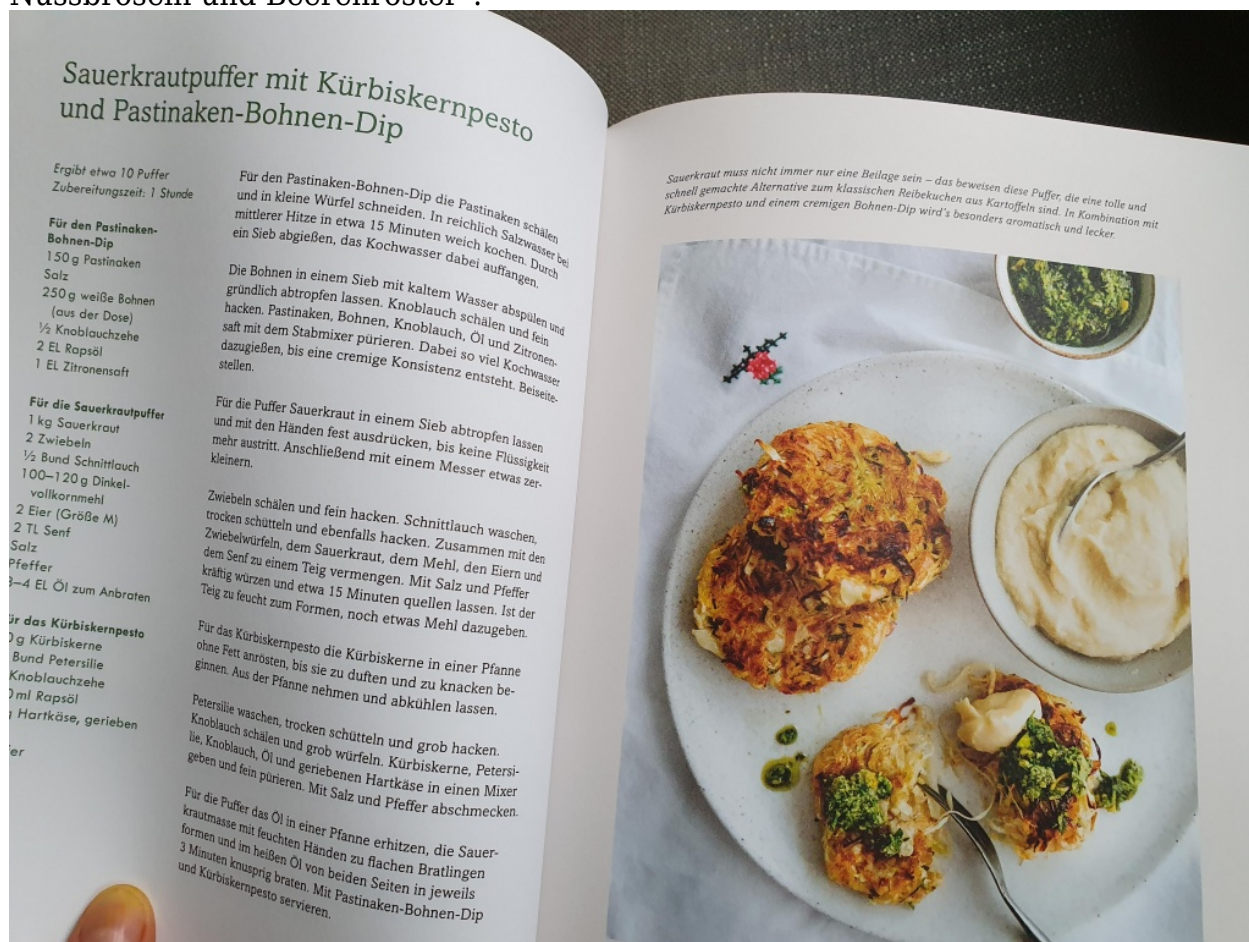 Sauerkrautpuffer mit Kürbiskernpesto
und Pastinaken-Bohnen-Dip
Ergibt etwa 10 Puffer
Zubereitungszeit: 1 Stunde
Für den Pastinaken-
Bohnen-Dip
150 g Pastinaken
Salz
250 g weiße Bohnen
(aus der Dose)
½ Knoblauchzehe
2 EL Rapsöl
1 EL Zitronensaft
Für die Sauerkrautpuffer
1 kg Sauerkraut
2 Zwiebeln
½ Bund Schnittlauch
100–120 g Dinkel-
vollkornmehl
2 Eier (Größe M)
2 TL Senf
Salz
Pfeffer
–4 EL Öl zum Anbraten
für das Kürbiskernpesto
g Kürbiskerne
Bund Petersilie
Knoblauchzehe
ml Rapsöl
Hartkäse, gerieben
Für den Pastinaken-Bohnen-Dip die Pastinaken schälen
und in kleine Würfel schneiden. In reichlich Salzwasser bei
mittlerer Hitze in etwa 15 Minuten weich kochen. Durch
ein Sieb abgießen, das Kochwasser dabei auffangen.
Die Bohnen in einem Sieb mit kaltem Wasser abspülen und
gründlich abtropfen lassen. Knoblauch schälen und fein
hacken. Pastinaken, Bohnen, Knoblauch, Öl und Zitronen-
saft mit dem Stabmixer pürieren. Dabei so viel Kochwasser
dazugießen, bis eine cremige Konsistenz entsteht. Beiseite-
stellen.
Für die Puffer Sauerkraut in einem Sieb abtropfen lassen
und mit den Händen fest ausdrücken, bis keine Flüssigkeit
mehr austritt. Anschließend mit einem Messer etwas zer-
kleinern.
Zwiebeln schälen und fein hacken. Schnittlauch waschen,
trocken schütteln und ebenfalls hacken. Zusammen mit den
Zwiebelwürfeln, dem Sauerkraut, dem Mehl, den Eiern und
dem Senf zu einem Teig vermengen. Mit Salz und Pfeffer
kräftig würzen und etwa 15 Minuten quellen lassen. Ist der
Teig zu feucht zum Formen, noch etwas Mehl dazugeben.
Für das Kürbiskernpesto die Kürbiskerne in einer Pfanne
ohne Fett anrösten, bis sie zu duften und zu knacken be-
ginnen. Aus der Pfanne nehmen und abkühlen lassen.
Petersilie waschen, trocken schütteln und grob hacken.
Knoblauch schälen und grob würfeln. Kürbiskerne, Petersi-
lie, Knoblauch, Öl und geriebenen Hartkäse in einen Mixer
geben und fein pürieren. Mit Salz und Pfeffer abschmecken.
Für die Puffer das Öl in einer Pfanne erhitzen, die Sauer-
krautmasse mit feuchten Händen zu flachen Bratlingen
formen und im heißen Öl von beiden Seiten in jeweils
3 Minuten knusprig braten. Mit Pastinaken-Bohnen-Dip
und Kürbiskernpesto servieren.
Sauerkraut muss nicht immer nur eine Beilage sein – das beweisen diese Puffer, die eine tolle und
schnell gemachte Alternative zum klassischen Reibekuchen aus Kartoffeln sind. In Kombination mit
Kürbiskernpesto und einem cremigen Bohnen-Dip wird's besonders aromatisch und lecker.